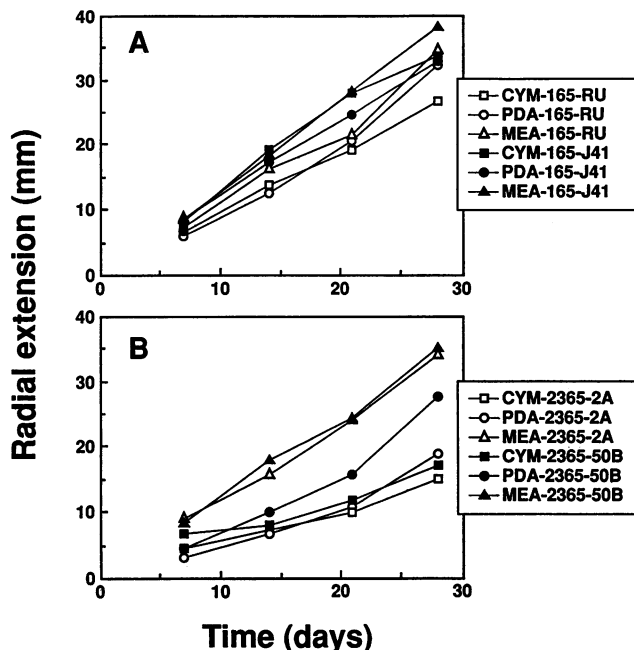 Radial extension (mm)
A
40
30
20
10
0
0 10 20 30
CYM-165-RU
PDA-165-RU
MEA-165-RU
CYM-165-J41
PDA-165-J41
MEA-165-J41
B
40
30
20
10
0
0 10 20 30
CYM-2365-2A
PDA-2365-2A
MEA-2365-2A
CYM-2365-50B
PDA-2365-50B
MEA-2365-50B
Time (days)